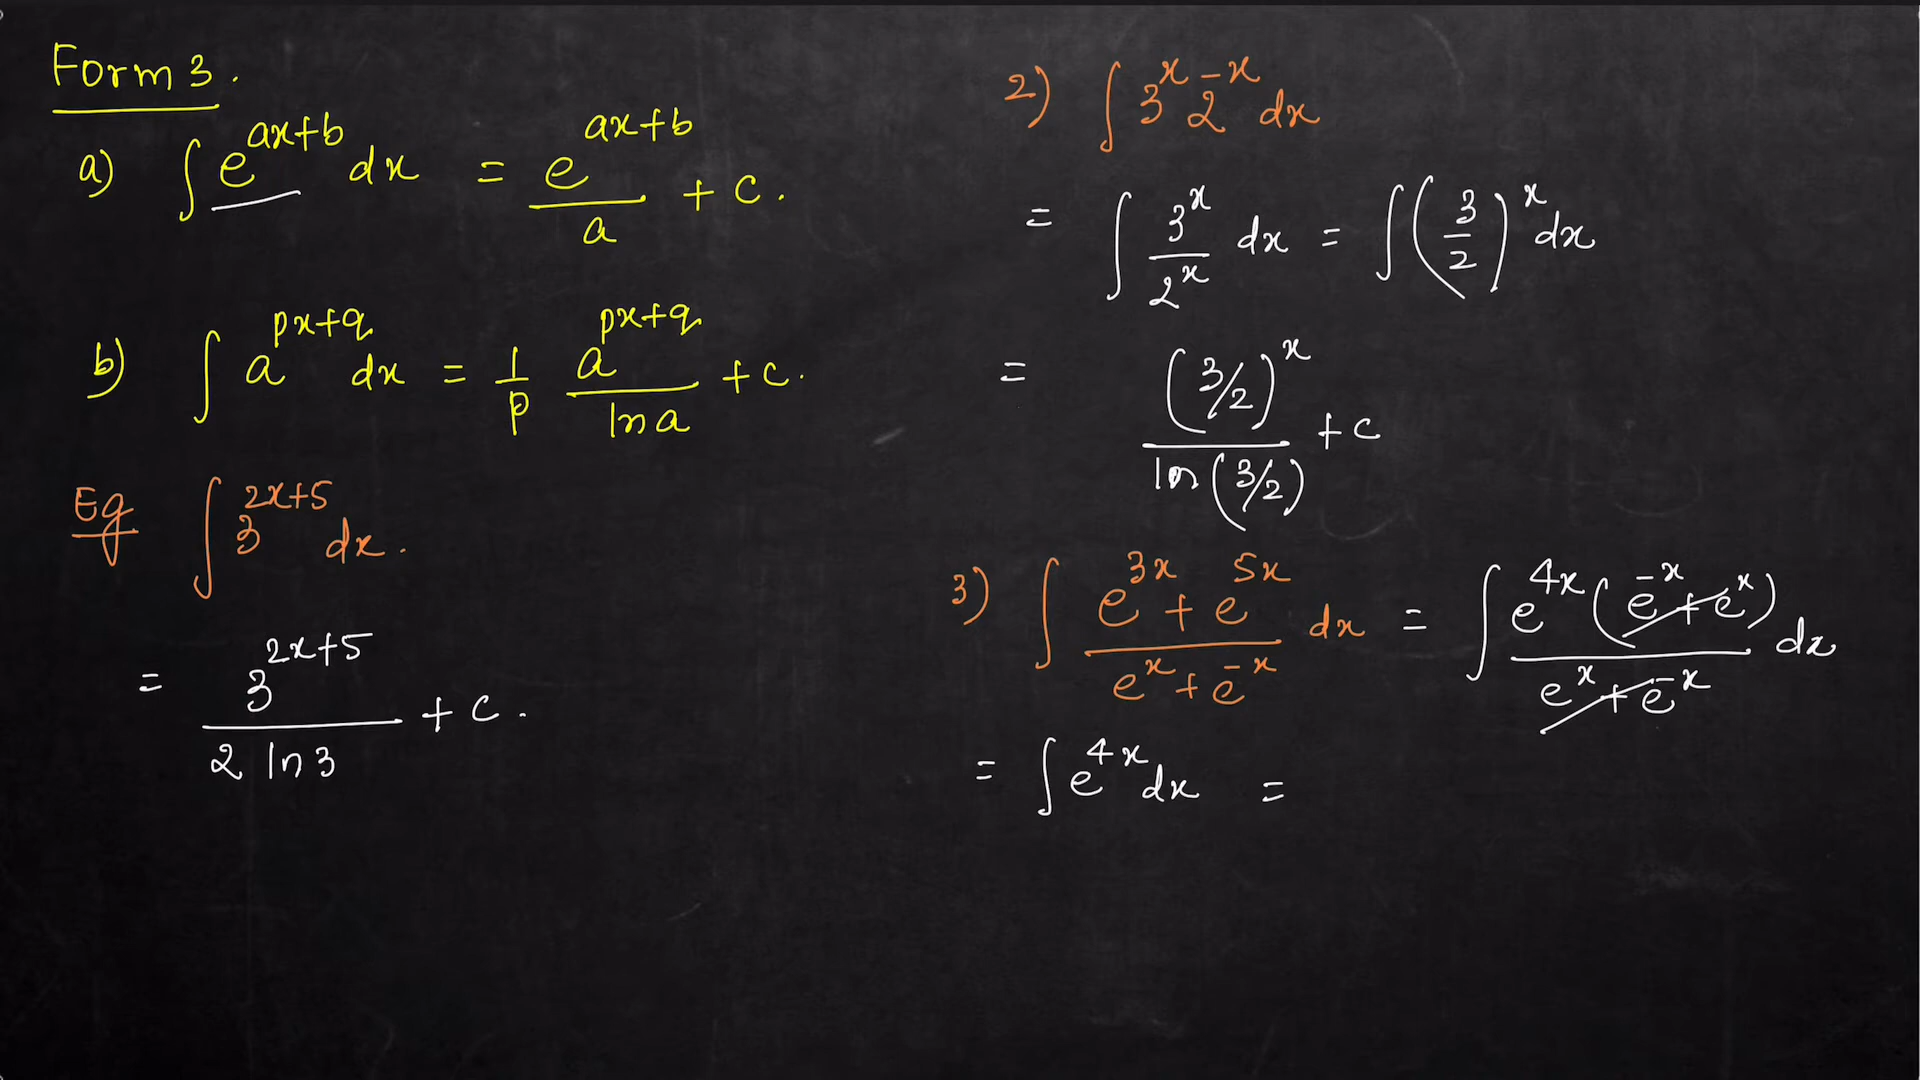 Form 3.
a) ∫ e^(ax+b) dx = e^(ax+b)/a + c.
b) ∫ a^(px+q) dx = 1/p a^(px+q)/ln a + c.
Eg ∫ 3^(2x+5) dx.
= 3^(2x+5)/(2 ln 3) + c.
2) ∫ 3^x 2^(-x) dx
= ∫ 3^x/2^x dx = ∫ (3/2)^x dx
= (3/2)^x/ln(3/2) + c
3) ∫ (e^(3x) + e^(5x))/(e^x + e^(-x)) dx = ∫ e^(4x)(e^(-x) + e^x)/(e^x + e^(-x)) dx
= ∫ e^(4x) dx =